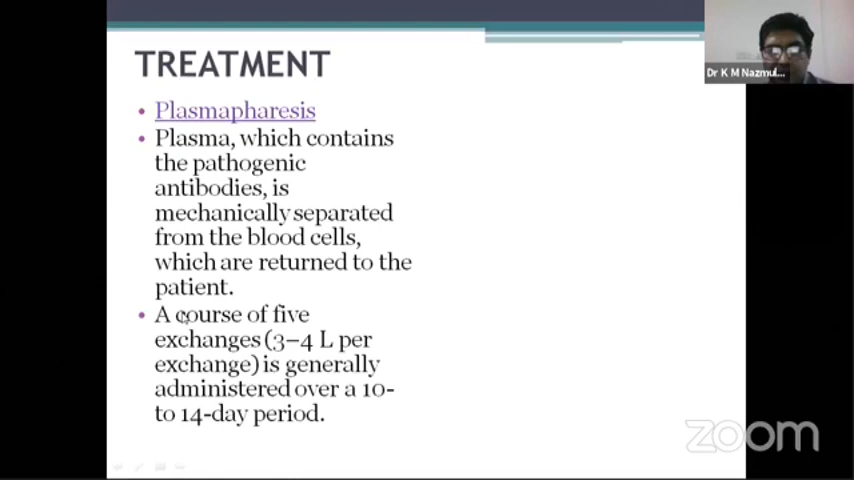 TREATMENT
Dr K M Nazmul...
• Plasmapharesis
• Plasma, which contains
the pathogenic
antibodies, is
mechanically separated
from the blood cells,
which are returned to the
patient.
• A course of five
exchanges (3–4 L per
exchange) is generally
administered over a 10-
to 14-day period.
zoom